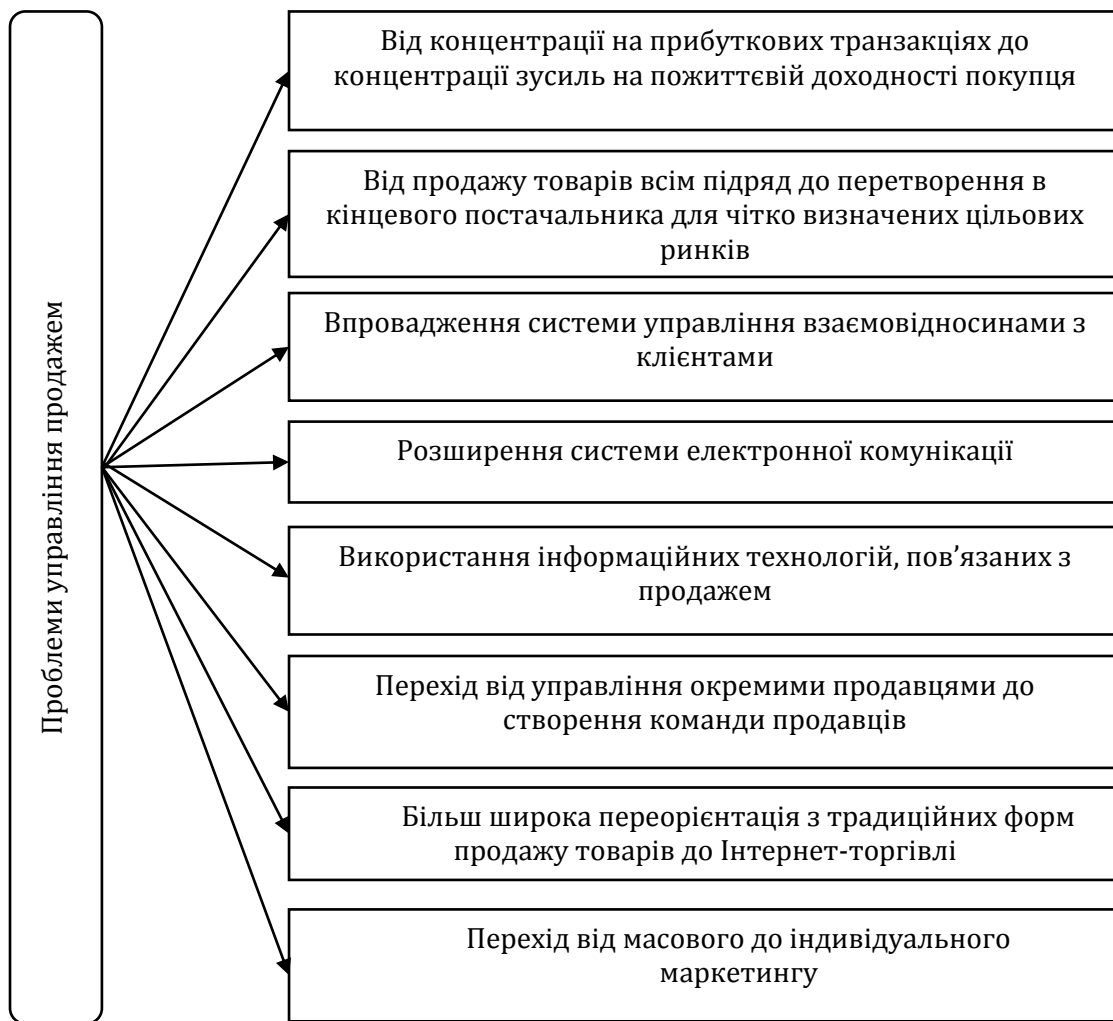 Проблеми управління продажем
Від концентрації на прибуткових транзакціях до
концентрації зусиль на пожиттєвій доходності покупця
Від продажу товарів всім підряд до перетворення в
кінцевого постачальника для чітко визначених цільових
ринків
Впровадження системи управління взаємовідносинами з
клієнтами
Розширення системи електронної комунікації
Використання інформаційних технологій, пов’язаних з
продажем
Перехід від управління окремими продавцями до
створення команди продавців
Більш широка переорієнтація з традиційних форм
продажу товарів до Інтернет-торгівлі
Перехід від масового до індивідуального
маркетингу